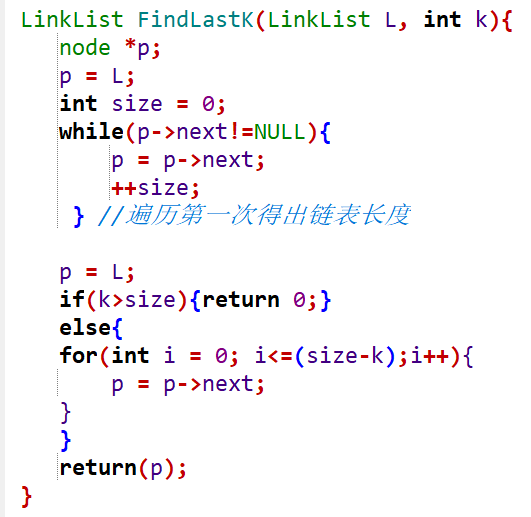 LinkList FindLastK(LinkList L, int k){
node *p;
p = L;
int size = 0;
while(p->next!=NULL){
p = p->next;
++size;
} //遍历第一次得出链表长度
p = L;
if(k>size){return 0;}
else{
for(int i = 0; i<=(size-k);i++){
p = p->next;
}
}
return(p);
}